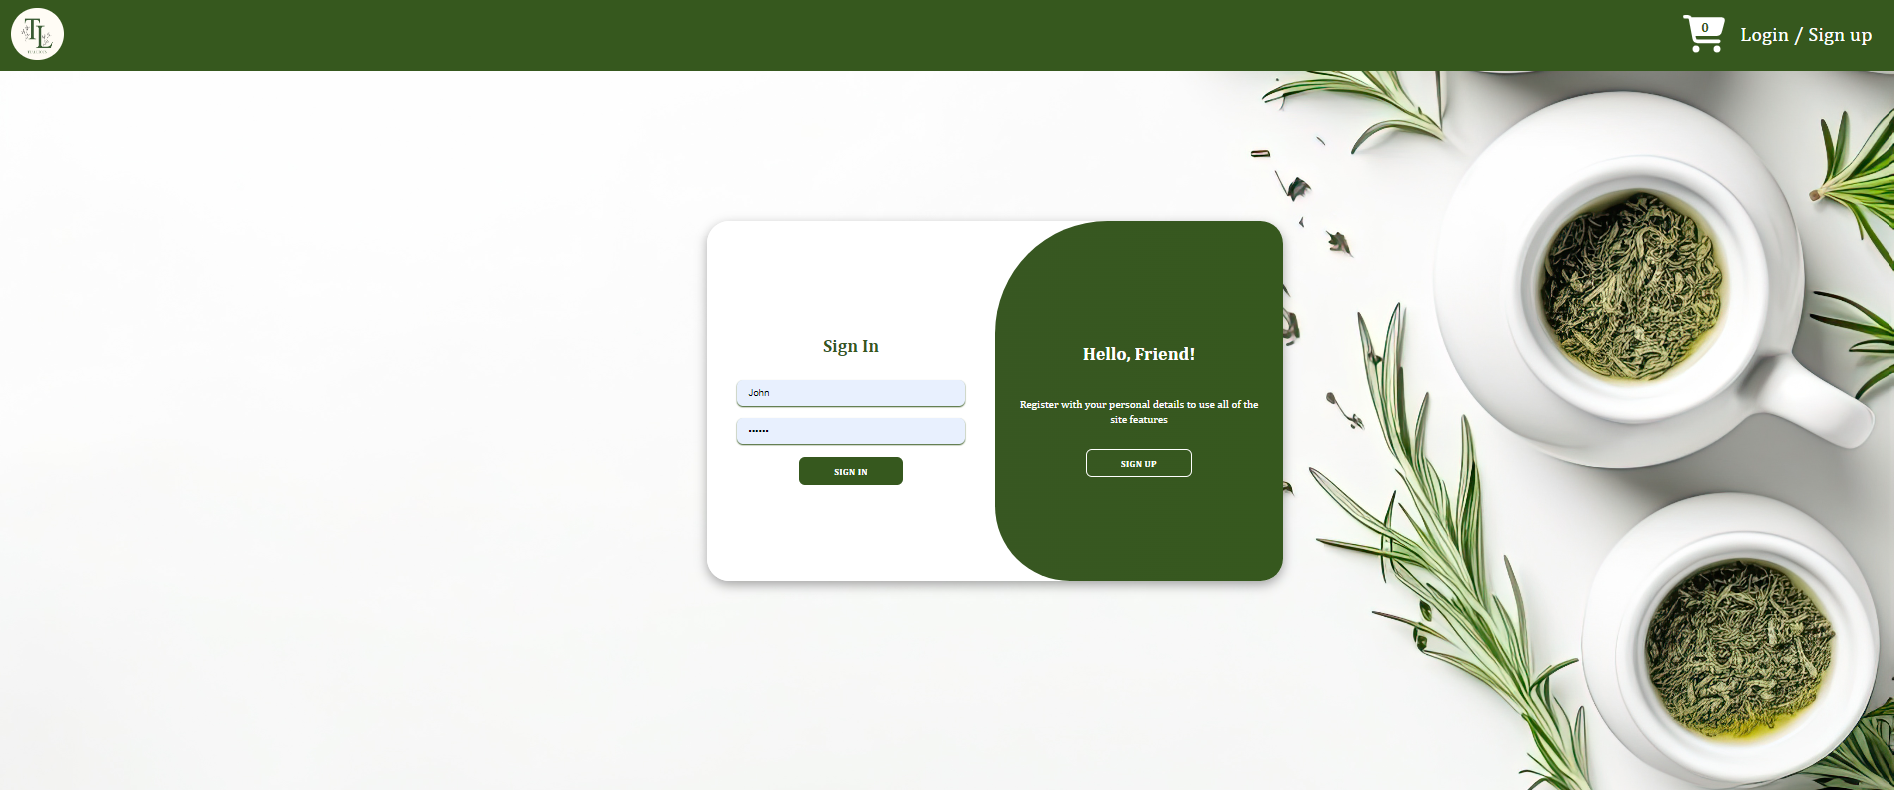 TL
0
Login / Sign up
Sign In
John
••••••
SIGN IN
Hello, Friend!
Register with your personal details to use all of the
site features
SIGN UP